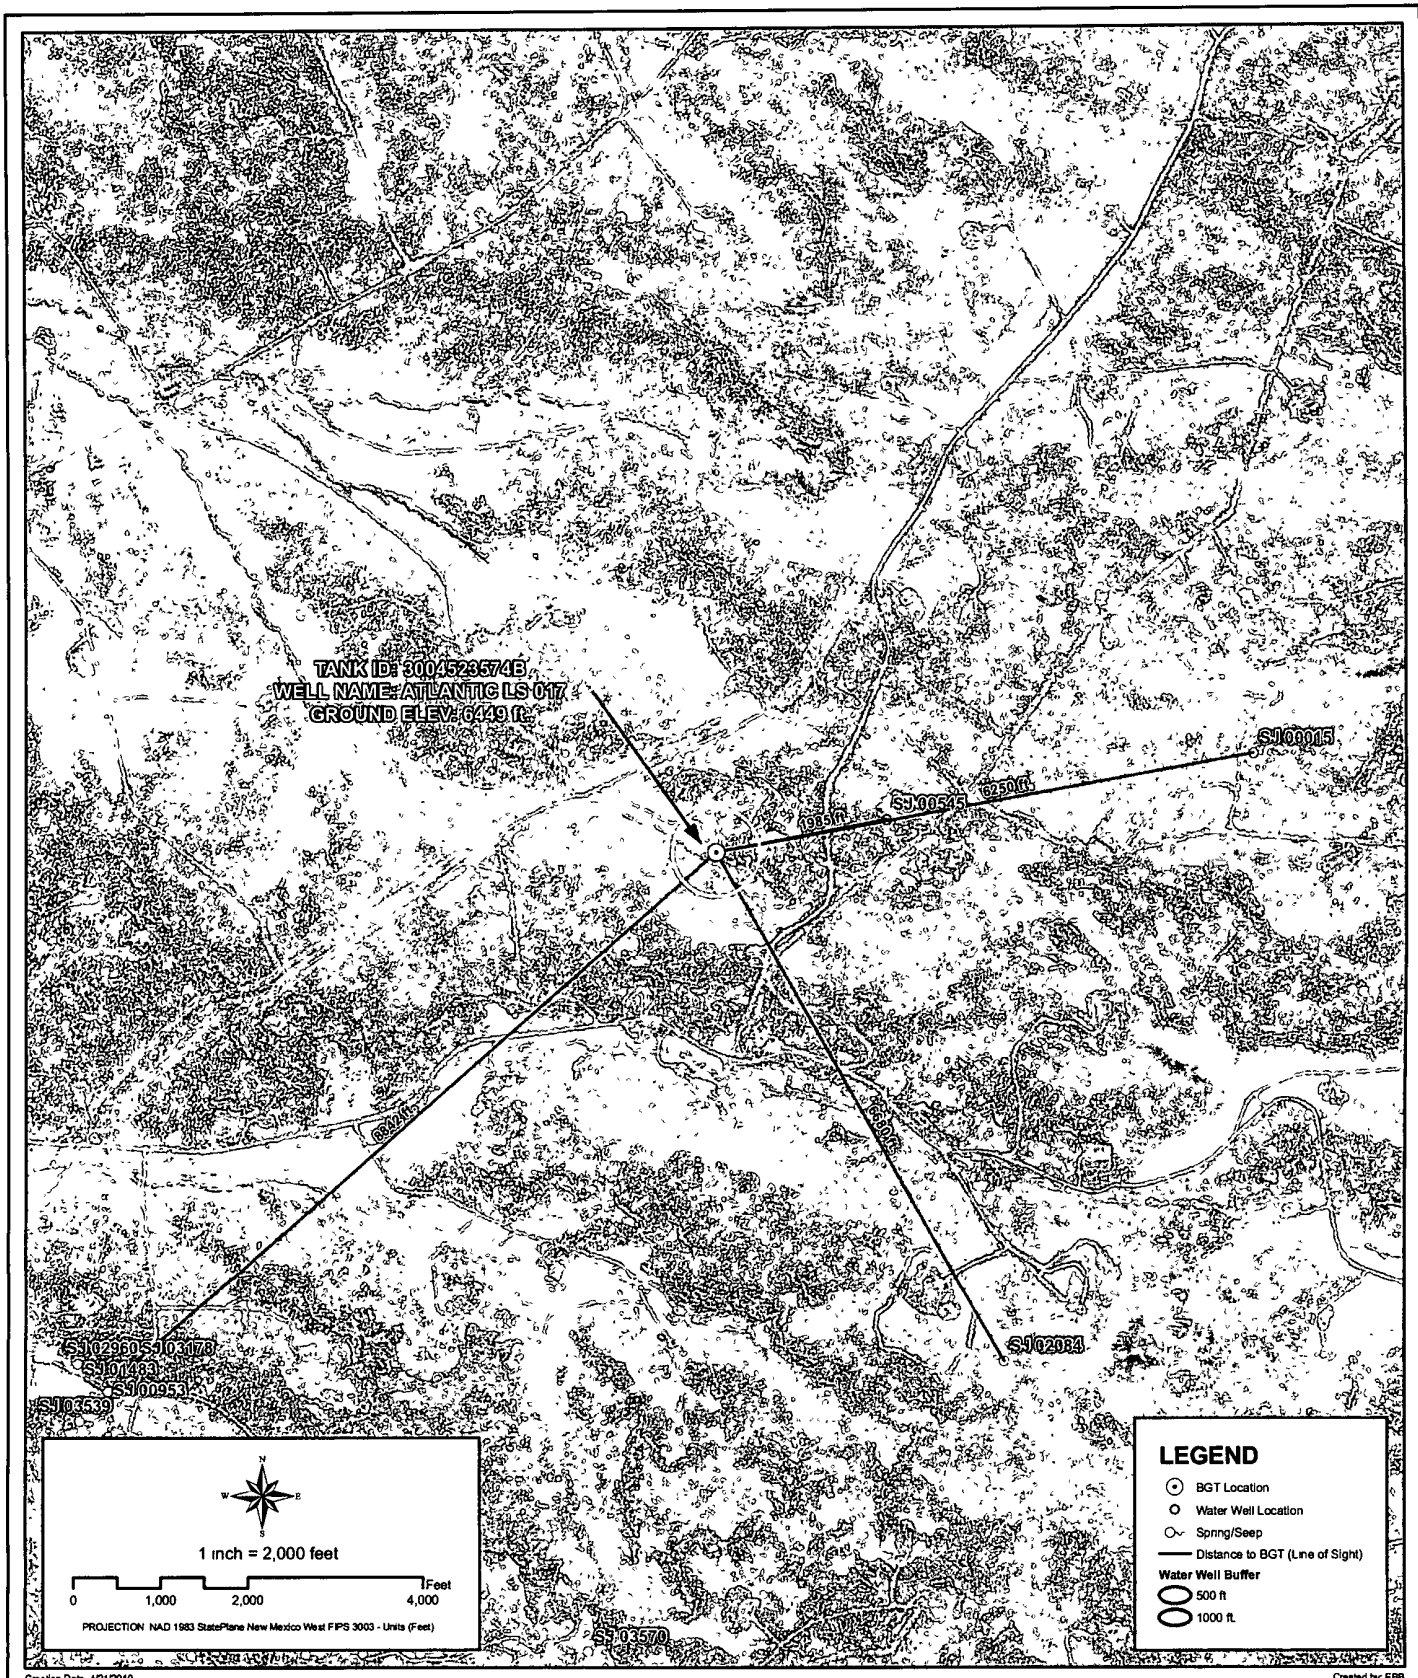 TANK ID: 3004523574B
WELL NAME: ATLANTIC LS 017
GROUND ELEV: 6449 ft.
SJ 00015
6250 ft.
SJ 00545
1985 ft.
SJ 02084
SJ 02960 SJ 03178
SJ 01483
SJ 00953
SJ 03539
SJ 03570
N
W E
S
1 inch = 2,000 feet
Feet
0 1,000 2,000 4,000
PROJECTION NAD 1983 StatePlane New Mexico West FIPS 3003 - Units (Feet)
LEGEND
BGT Location
Water Well Location
Spring/Seep
Distance to BGT (Line of Sight)
Water Well Buffer
500 ft
1000 ft.
Created by: EBB